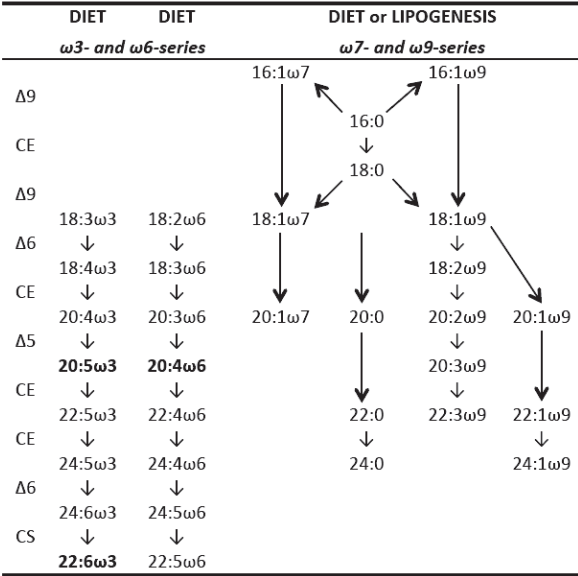 DIET DIET DIET or LIPOGENESIS
ω3- and ω6-series ω7- and ω9-series
16:1ω7 16:1ω9
Δ9
16:0
CE ↓
18:0
Δ9
18:3ω3 18:2ω6 18:1ω7 18:1ω9
Δ6 ↓ ↓ ↓
18:4ω3 18:3ω6 18:2ω9
CE ↓ ↓ ↓
20:4ω3 20:3ω6 20:1ω7 20:0 20:2ω9 20:1ω9
Δ5 ↓ ↓ ↓
20:5ω3 20:4ω6 20:3ω9
CE ↓ ↓ ↓
22:5ω3 22:4ω6 22:0 22:3ω9 22:1ω9
CE ↓ ↓ ↓ ↓
24:5ω3 24:4ω6 24:0 24:1ω9
Δ6 ↓ ↓
24:6ω3 24:5ω6
CS ↓ ↓
22:6ω3 22:5ω6